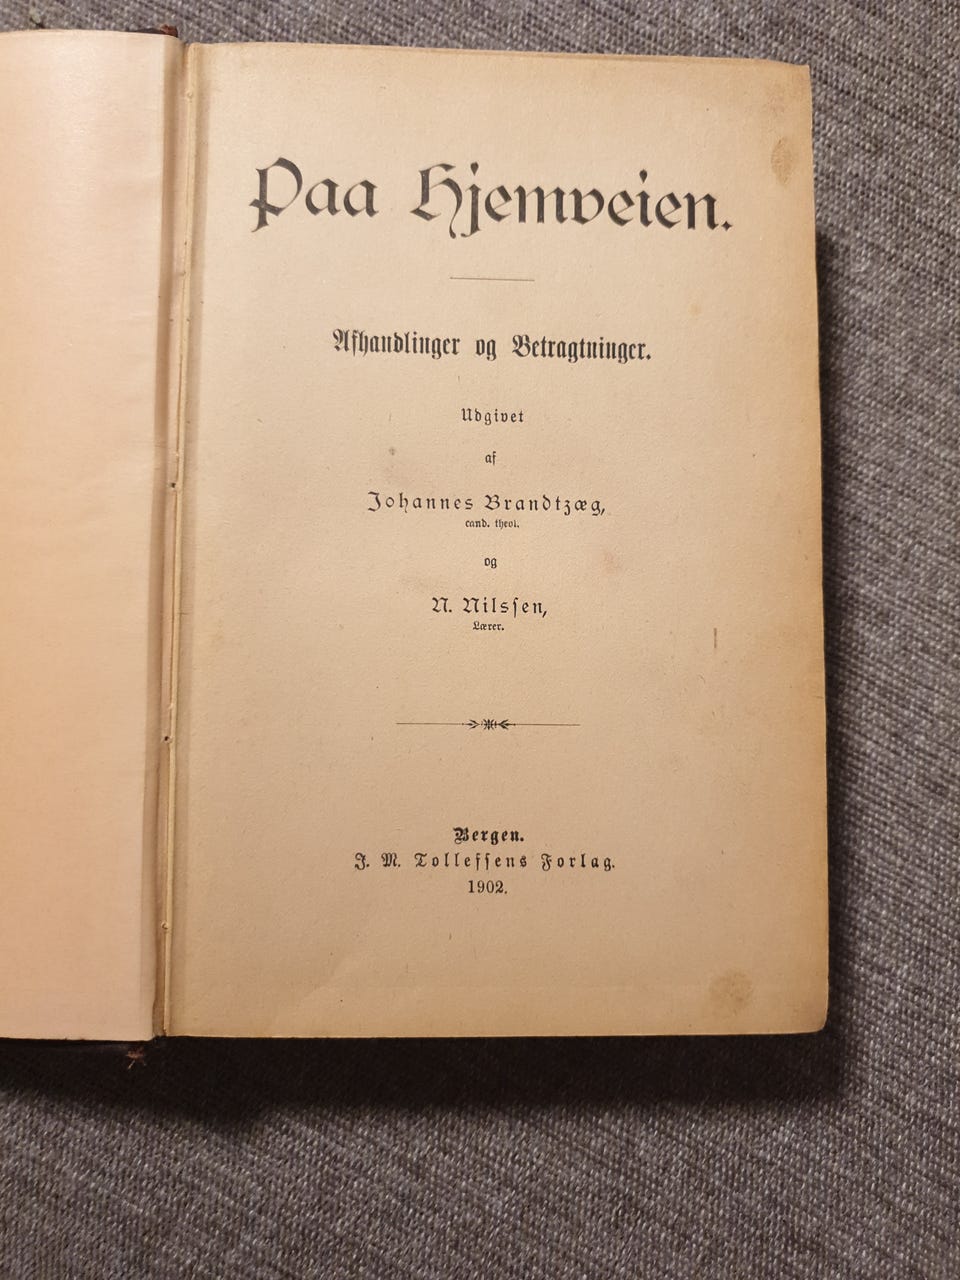 Paa Hjemveien.
Afhandlinger og Betragtninger.
Udgivet
af
Johannes Brandtzæg,
cand. theol.
og
N. Nilssen,
Lærer.
Bergen.
J. M. Tollefsens Forlag.
1902.